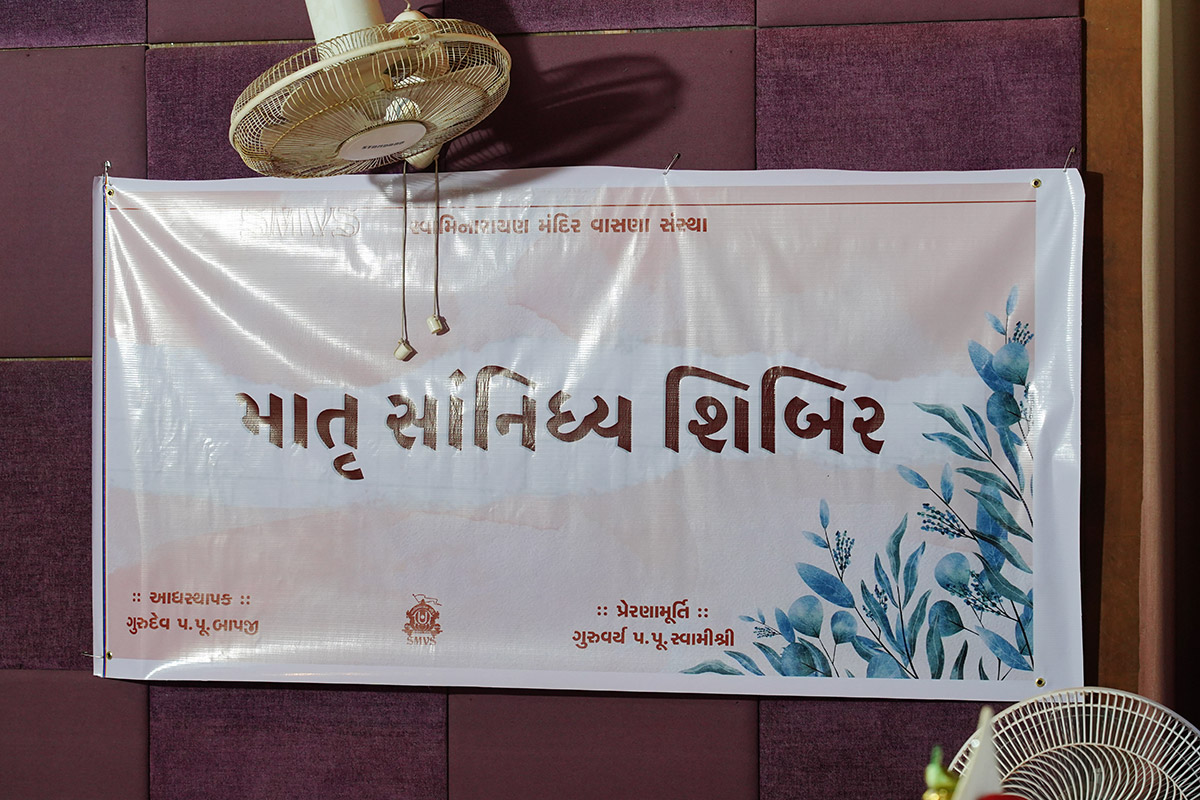 SMVS સ્વામિનારાયણ મંદિર વાસણા સંસ્થા
માતૃ સાંનિધ્ય શિબિર
:: આદ્યસ્થાપક ::
ગુરુદેવ પ.પૂ.બાપજી
SMVS
:: પ્રેરણામૂર્તિ ::
ગુરુવર્ય પ.પૂ.સ્વામીશ્રી